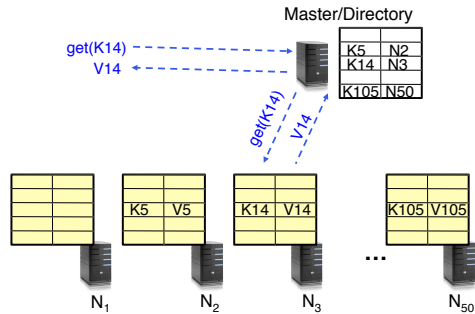 Master/Directory
get(K14)
V14
K5 N2
K14 N3
K105 N50
get(K14)
V14
K5 V5
K14 V14
K105 V105
...
N1
N2
N3
N50